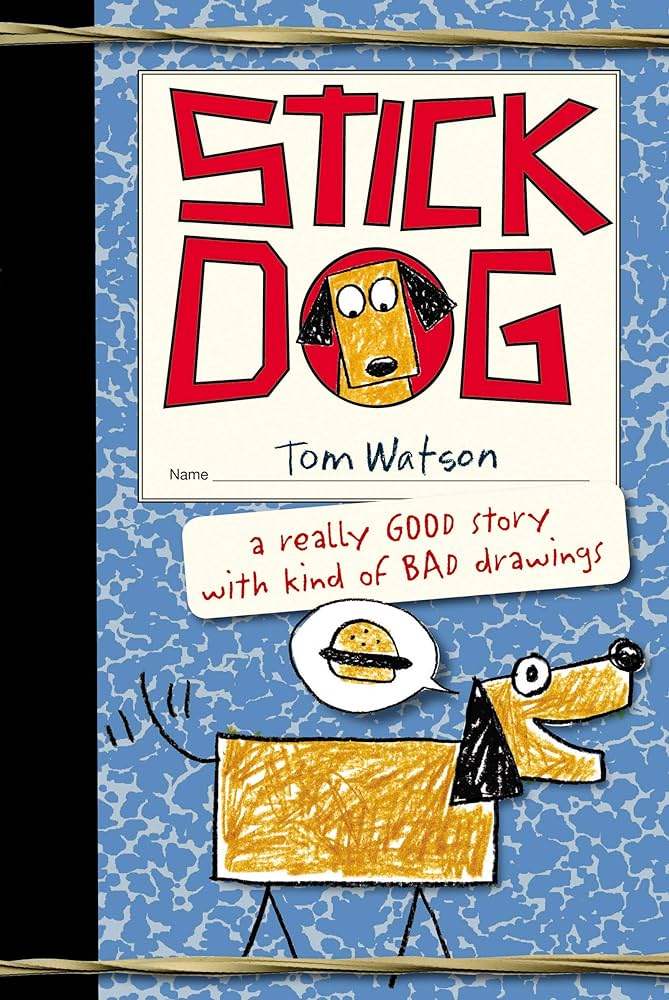 STICK
DOG
Name Tom Watson
a really GOOD story
with kind of BAD drawings